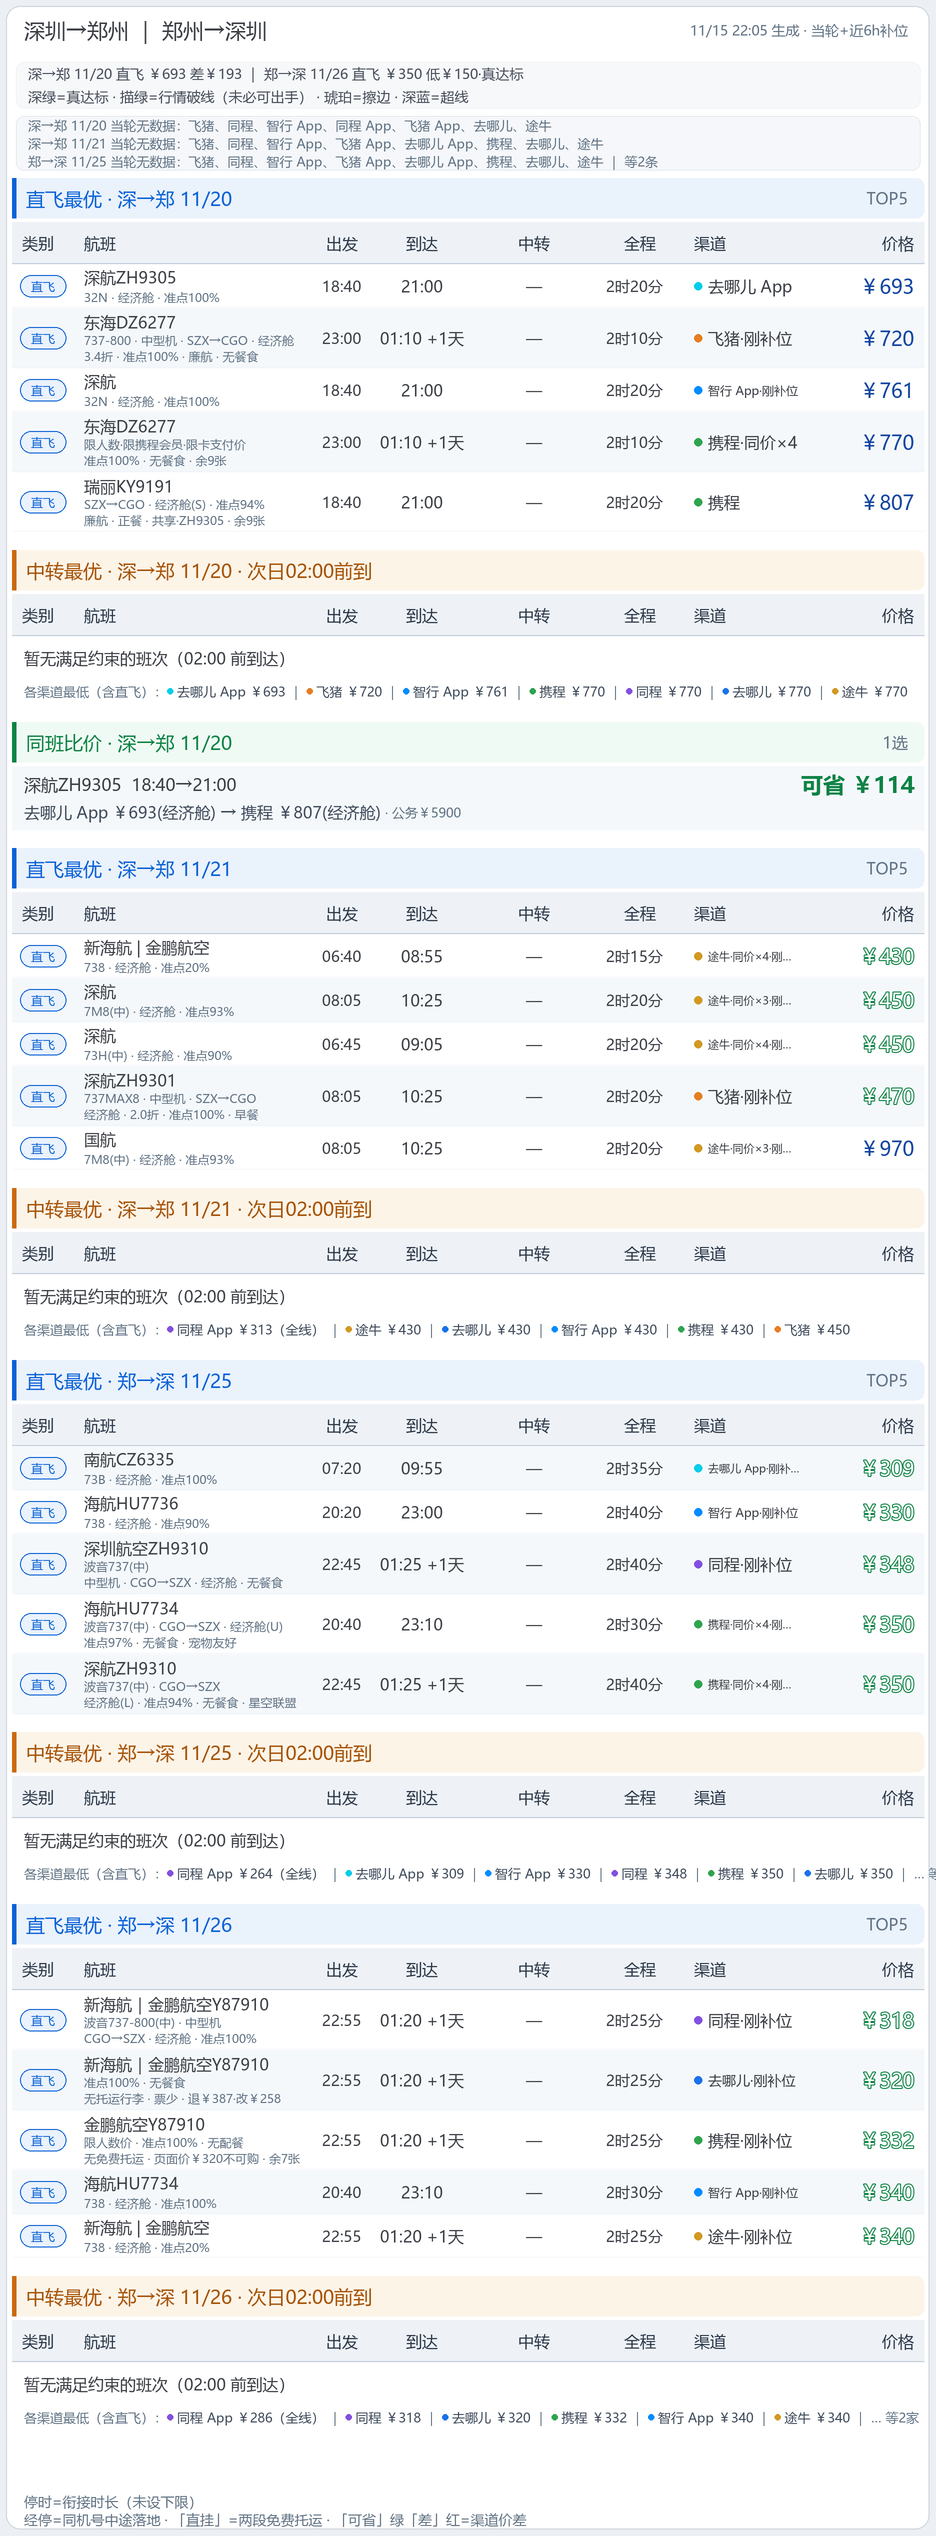 深圳→郑州 ｜ 郑州→深圳
11/15 22:05 生成 · 当轮+近6h补位
深→郑 11/20 直飞 ￥693 差￥193 ｜ 郑→深 11/26 直飞 ￥350 低￥150·真达标
深绿=真达标 · 描绿=行情破线（未必可出手） · 琥珀=擦边 · 深蓝=超线
深→郑 11/20 当轮无数据：飞猪、同程、智行 App、同程 App、飞猪 App、去哪儿、途牛
深→郑 11/21 当轮无数据：飞猪、同程、智行 App、飞猪 App、去哪儿 App、携程、去哪儿、途牛
郑→深 11/25 当轮无数据：飞猪、同程、智行 App、飞猪 App、去哪儿 App、携程、去哪儿、途牛 ｜ 等2条
直飞最优 · 深→郑 11/20 TOP5
类别 航班 出发 到达 中转 全程 渠道 价格
直飞 深航ZH9305 18:40 21:00 — 2时20分 去哪儿 App ￥693
32N · 经济舱 · 准点100%
直飞 东海DZ6277 23:00 01:10 +1天 — 2时10分 飞猪·刚补位 ￥720
737-800 · 中型机 · SZX→CGO · 经济舱
3.4折 · 准点100% · 廉航 · 无餐食
直飞 深航 18:40 21:00 — 2时20分 智行 App·刚补位 ￥761
32N · 经济舱 · 准点100%
直飞 东海DZ6277 23:00 01:10 +1天 — 2时10分 携程·同价×4 ￥770
限人数·限携程会员·限卡支付价
准点100% · 无餐食 · 余9张
直飞 瑞丽KY9191 18:40 21:00 — 2时20分 携程 ￥807
SZX→CGO · 经济舱(S) · 准点94%
廉航 · 正餐 · 共享·ZH9305 · 余9张
中转最优 · 深→郑 11/20 · 次日02:00前到
类别 航班 出发 到达 中转 全程 渠道 价格
暂无满足约束的班次（02:00 前到达）
各渠道最低（含直飞）: 去哪儿 App ￥693 ｜ 飞猪 ￥720 ｜ 智行 App ￥761 ｜ 携程 ￥770 ｜ 同程 ￥770 ｜ 去哪儿 ￥770 ｜ 途牛 ￥770
同班比价 · 深→郑 11/20 1选
深航ZH9305 18:40→21:00 可省 ￥114
去哪儿 App ￥693(经济舱) → 携程 ￥807(经济舱) · 公务￥5900
直飞最优 · 深→郑 11/21 TOP5
类别 航班 出发 到达 中转 全程 渠道 价格
直飞 新海航 | 金鹏航空 06:40 08:55 — 2时15分 途牛·同价×4·刚... ￥430
738 · 经济舱 · 准点20%
直飞 深航 08:05 10:25 — 2时20分 途牛·同价×3·刚... ￥450
7M8(中) · 经济舱 · 准点93%
直飞 深航 06:45 09:05 — 2时20分 途牛·同价×4·刚... ￥450
73H(中) · 经济舱 · 准点90%
直飞 深航ZH9301 08:05 10:25 — 2时20分 飞猪·刚补位 ￥470
737MAX8 · 中型机 · SZX→CGO
经济舱 · 2.0折 · 准点100% · 早餐
直飞 国航 08:05 10:25 — 2时20分 途牛·同价×3·刚... ￥970
7M8(中) · 经济舱 · 准点93%
中转最优 · 深→郑 11/21 · 次日02:00前到
类别 航班 出发 到达 中转 全程 渠道 价格
暂无满足约束的班次（02:00 前到达）
各渠道最低（含直飞）: 同程 App ￥313（全线） ｜ 途牛 ￥430 ｜ 去哪儿 ￥430 ｜ 智行 App ￥430 ｜ 携程 ￥430 ｜ 飞猪 ￥450
直飞最优 · 郑→深 11/25 TOP5
类别 航班 出发 到达 中转 全程 渠道 价格
直飞 南航CZ6335 07:20 09:55 — 2时35分 去哪儿 App·刚补... ￥309
73B · 经济舱 · 准点100%
直飞 海航HU7736 20:20 23:00 — 2时40分 智行 App·刚补位 ￥330
738 · 经济舱 · 准点90%
直飞 深圳航空ZH9310 22:45 01:25 +1天 — 2时40分 同程·刚补位 ￥348
波音737(中)
中型机 · CGO→SZX · 经济舱 · 无餐食
直飞 海航HU7734 20:40 23:10 — 2时30分 携程·同价×4·刚... ￥350
波音737(中) · CGO→SZX · 经济舱(U)
准点97% · 无餐食 · 宠物友好
直飞 深航ZH9310 22:45 01:25 +1天 — 2时40分 携程·同价×4·刚... ￥350
波音737(中) · CGO→SZX
经济舱(L) · 准点94% · 无餐食 · 星空联盟
中转最优 · 郑→深 11/25 · 次日02:00前到
类别 航班 出发 到达 中转 全程 渠道 价格
暂无满足约束的班次（02:00 前到达）
各渠道最低（含直飞）: 同程 App ￥264（全线） ｜ 去哪儿 App ￥309 ｜ 智行 App ￥330 ｜ 同程 ￥348 ｜ 携程 ￥350 ｜ 去哪儿 ￥350 ｜ ...
直飞最优 · 郑→深 11/26 TOP5
类别 航班 出发 到达 中转 全程 渠道 价格
直飞 新海航｜金鹏航空Y87910 22:55 01:20 +1天 — 2时25分 同程·刚补位 ￥318
波音737-800(中) · 中型机
CGO→SZX · 经济舱 · 准点100%
直飞 新海航｜金鹏航空Y87910 22:55 01:20 +1天 — 2时25分 去哪儿·刚补位 ￥320
准点100% · 无餐食
无托运行李 · 票少 · 退￥387·改￥258
直飞 金鹏航空Y87910 22:55 01:20 +1天 — 2时25分 携程·刚补位 ￥332
限人数价 · 准点100% · 无配餐
无免费托运 · 页面价￥320不可购 · 余7张
直飞 海航HU7734 20:40 23:10 — 2时30分 智行 App·刚补位 ￥340
738 · 经济舱 · 准点100%
直飞 新海航 | 金鹏航空 22:55 01:20 +1天 — 2时25分 途牛·刚补位 ￥340
738 · 经济舱 · 准点20%
中转最优 · 郑→深 11/26 · 次日02:00前到
类别 航班 出发 到达 中转 全程 渠道 价格
暂无满足约束的班次（02:00 前到达）
各渠道最低（含直飞）: 同程 App ￥286（全线） ｜ 同程 ￥318 ｜ 去哪儿 ￥320 ｜ 携程 ￥332 ｜ 智行 App ￥340 ｜ 途牛 ￥340 ｜ ... 等2家
停时=衔接时长（未设下限）
经停=同机号中途落地 · 「直挂」=两段免费托运 · 「可省」绿「差」红=渠道价差